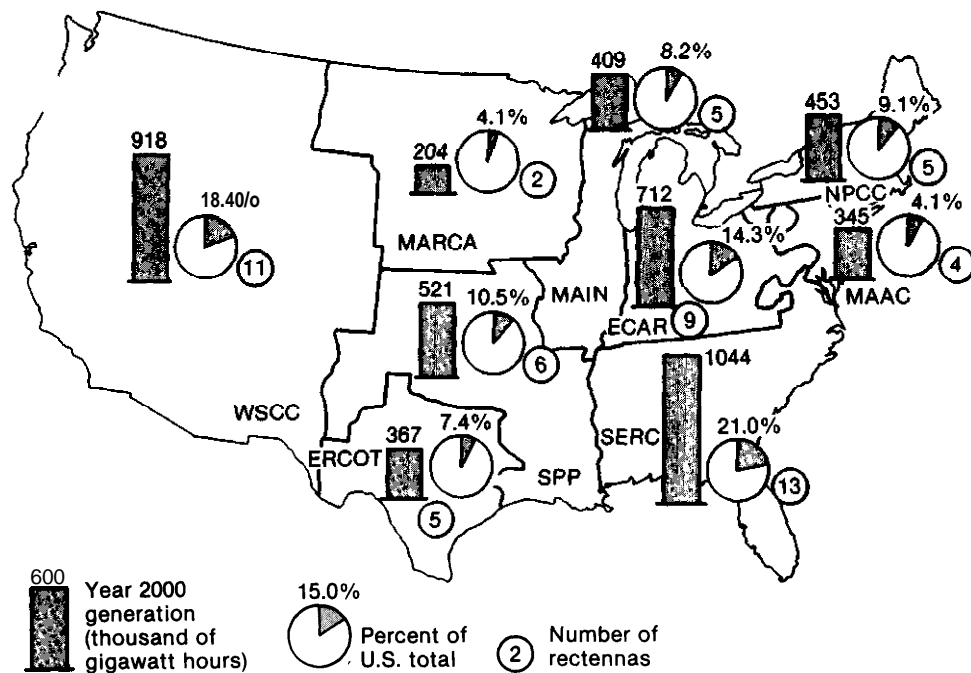 409
8.2%
5
453
9.1%
5
NPCC
918
18.40/o
11
204
4.1%
2
MARCA
712
14.3%
ECAR
9
345
4.1%
4
MAAC
521
10.5%
6
MAIN
WSCC
1044
21.0%
SERC
13
ERCOT
367
7.4%
5
SPP
600
Year 2000
generation
(thousand of
gigawatt hours)
15.0%
Percent of
U.S. total
2
Number of
rectennas